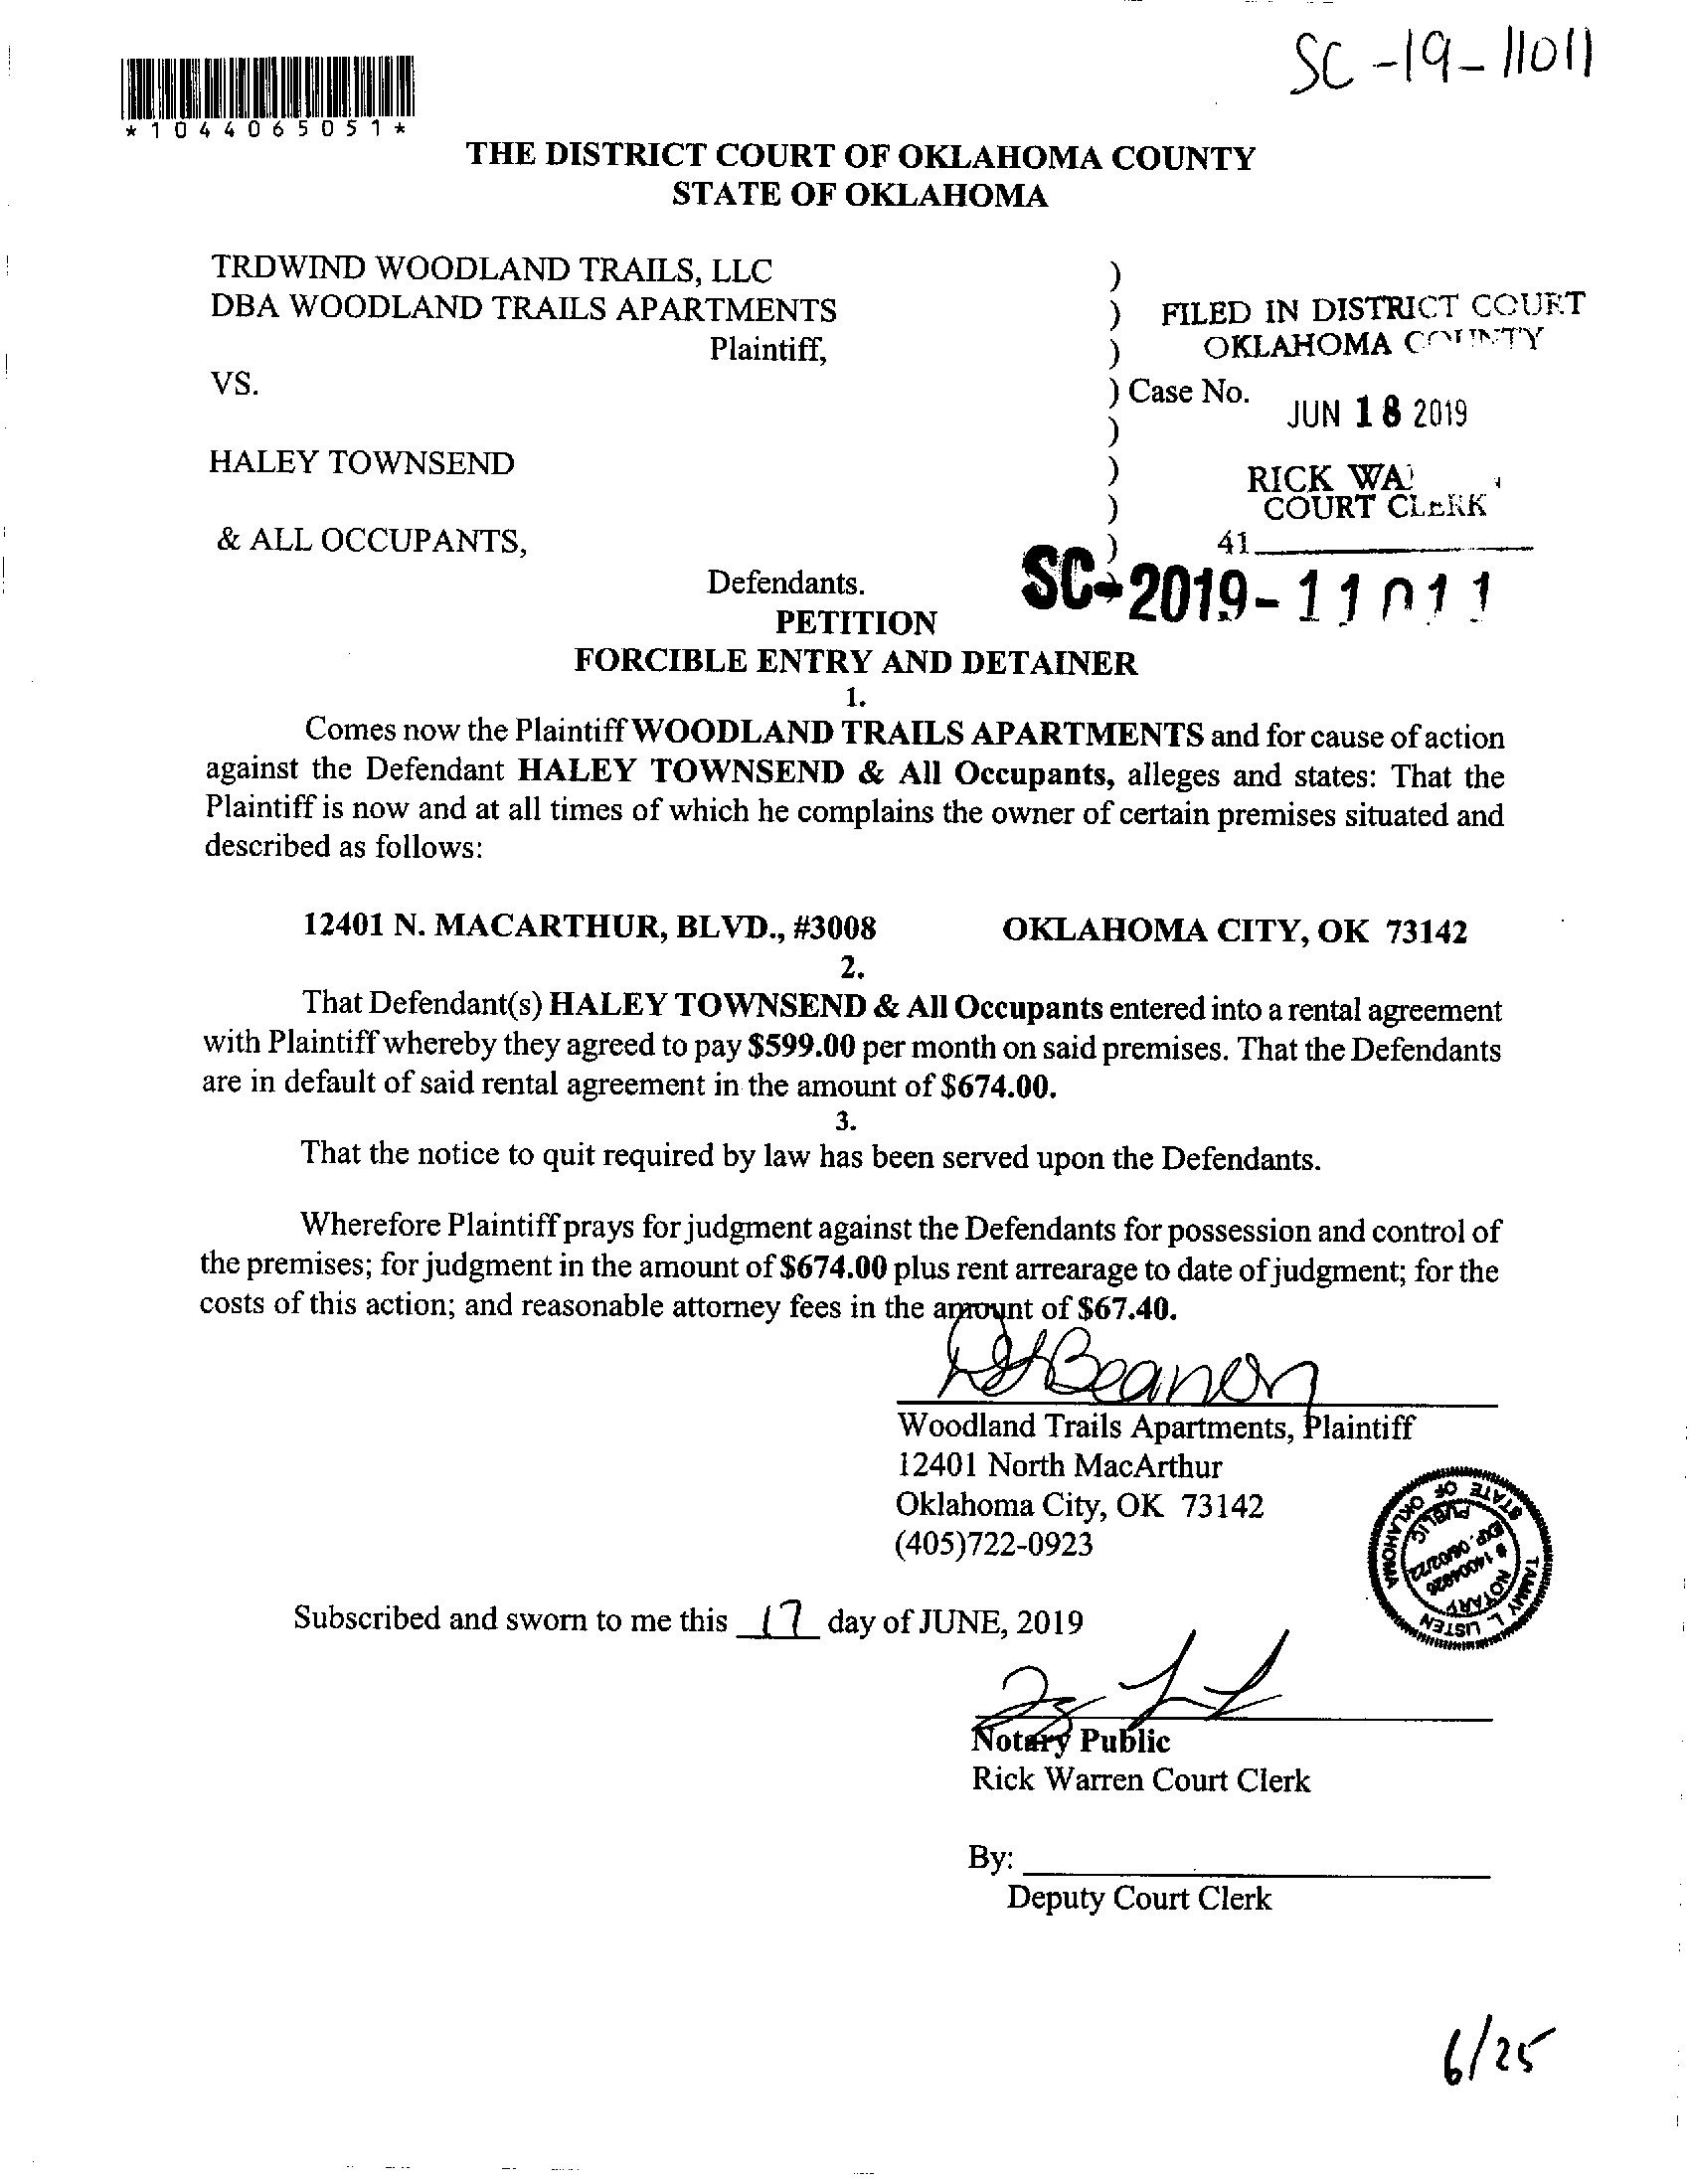 SC-19-11011
*1044065051*
THE DISTRICT COURT OF OKLAHOMA COUNTY
STATE OF OKLAHOMA
TRDWIND WOODLAND TRAILS, LLC )
DBA WOODLAND TRAILS APARTMENTS ) FILED IN DISTRICT COURT
Plaintiff, ) OKLAHOMA COUNTY
VS. ) Case No.
) JUN 18 2019
HALEY TOWNSEND ) RICK
) COURT CLERK
& ALL OCCUPANTS, ) 41
Defendants. SC-2019-11011
PETITION
FORCIBLE ENTRY AND DETAINER
1.
Comes now the Plaintiff WOODLAND TRAILS APARTMENTS and for cause of action
against the Defendant HALEY TOWNSEND & All Occupants, alleges and states: That the
Plaintiff is now and at all times of which he complains the owner of certain premises situated and
described as follows:
12401 N. MACARTHUR, BLVD., #3008 OKLAHOMA CITY, OK 73142
2.
That Defendant(s) HALEY TOWNSEND & All Occupants entered into a rental agreement
with Plaintiff whereby they agreed to pay $599.00 per month on said premises. That the Defendants
are in default of said rental agreement in the amount of $674.00.
3.
That the notice to quit required by law has been served upon the Defendants.
Wherefore Plaintiff prays for judgment against the Defendants for possession and control of
the premises; for judgment in the amount of $674.00 plus rent arrearage to date of judgment; for the
costs of this action; and reasonable attorney fees in the amount of $67.40.
Woodland Trails Apartments, Plaintiff
12401 North MacArthur
Oklahoma City, OK 73142
(405)722-0923
TAMMY L. LISTEN
STATE OF OKLAHOMA
NOTARY
# 14004926
EXP. 06/02/22
PUBLIC
Subscribed and sworn to me this 17 day of JUNE, 2019
Notary Public
Rick Warren Court Clerk
By:
Deputy Court Clerk
6/25